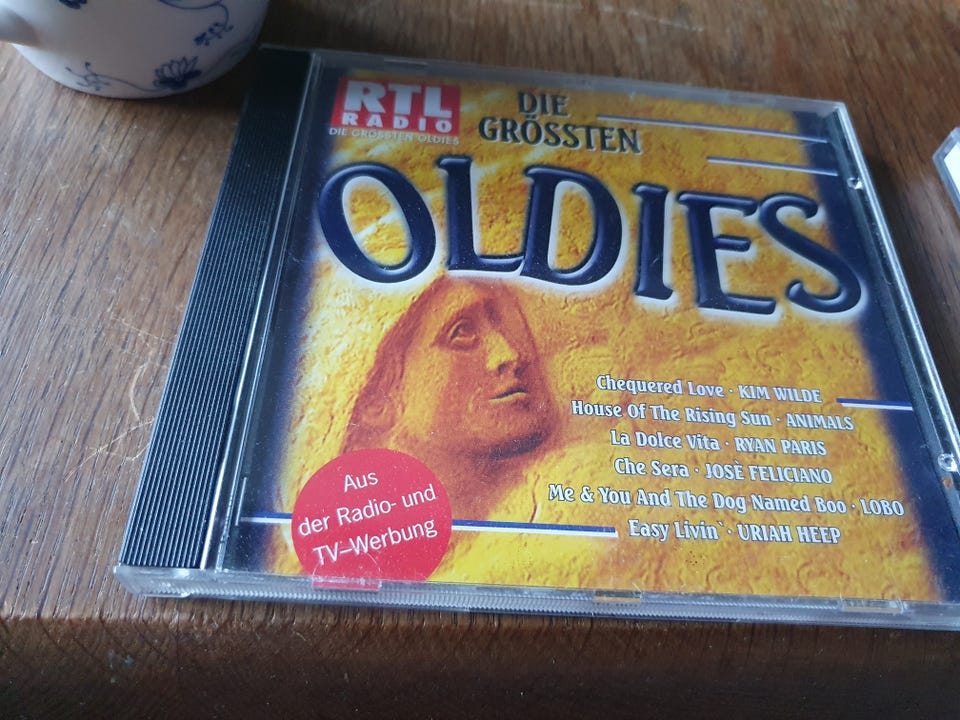 RTL
RADIO
DIE GRÖSSTEN OLDIES
DIE
GRÖSSTEN
OLDIES
Chequered Love · KIM WILDE
House Of The Rising Sun · ANIMALS
La Dolce Vita · RYAN PARIS
Che Sera · JOSÈ FELICIANO
Me & You And The Dog Named Boo · LOBO
Easy Livin` · URIAH HEEP
Aus
der Radio- und
TV–Werbung